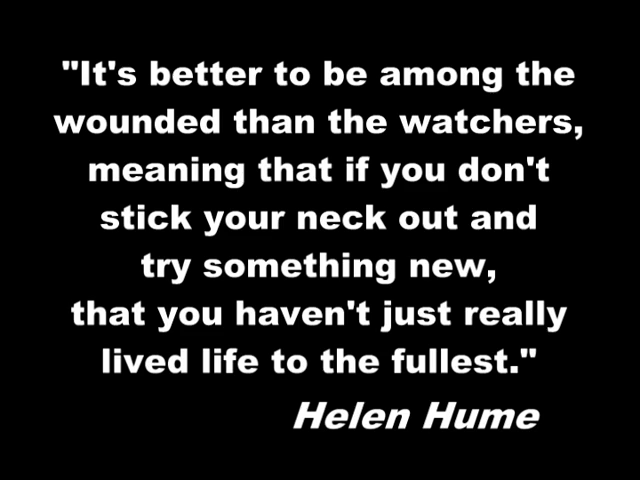 "It's better to be among the
wounded than the watchers,
meaning that if you don't
stick your neck out and
try something new,
that you haven't just really
lived life to the fullest."
Helen Hume